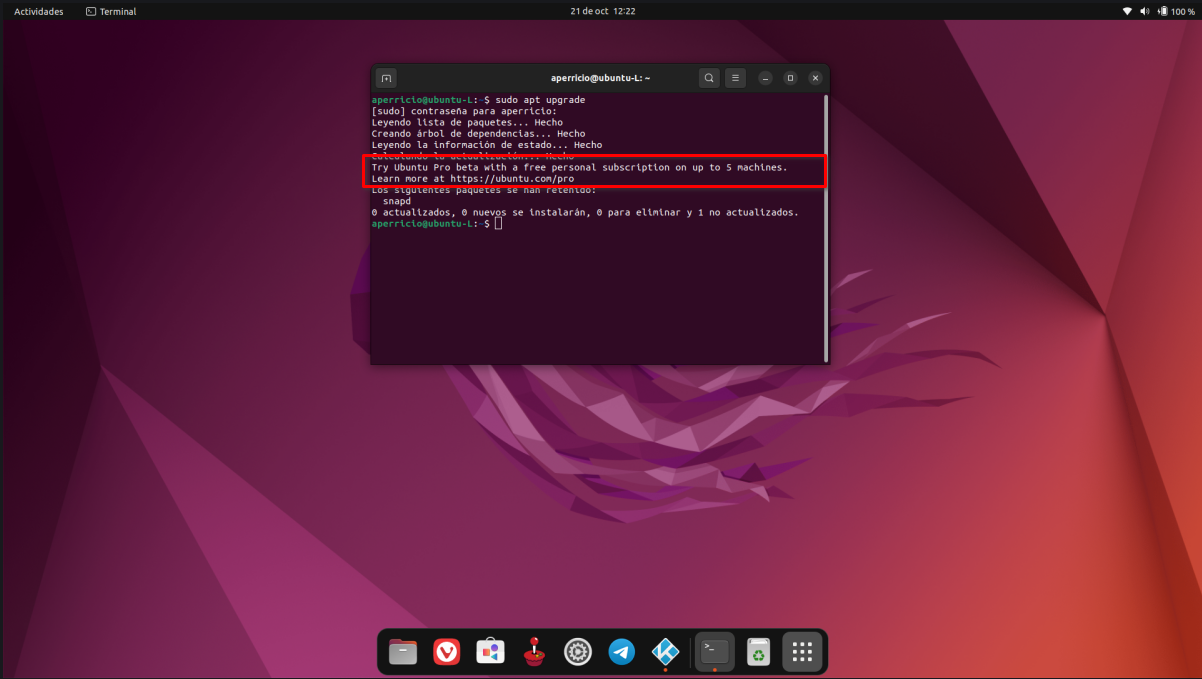 Actividades
Terminal
21 de oct 12:22
100 %
aperricio@ubuntu-L: ~
aperricio@ubuntu-L:~$ sudo apt upgrade
[sudo] contraseña para aperricio:
Leyendo lista de paquetes... Hecho
Creando árbol de dependencias... Hecho
Leyendo la información de estado... Hecho
Calculando la actualización... Hecho
Try Ubuntu Pro beta with a free personal subscription on up to 5 machines.
Learn more at https://ubuntu.com/pro
Los siguientes paquetes se han retenido:
snapd
0 actualizados, 0 nuevos se instalarán, 0 para eliminar y 1 no actualizados.
aperricio@ubuntu-L:~$